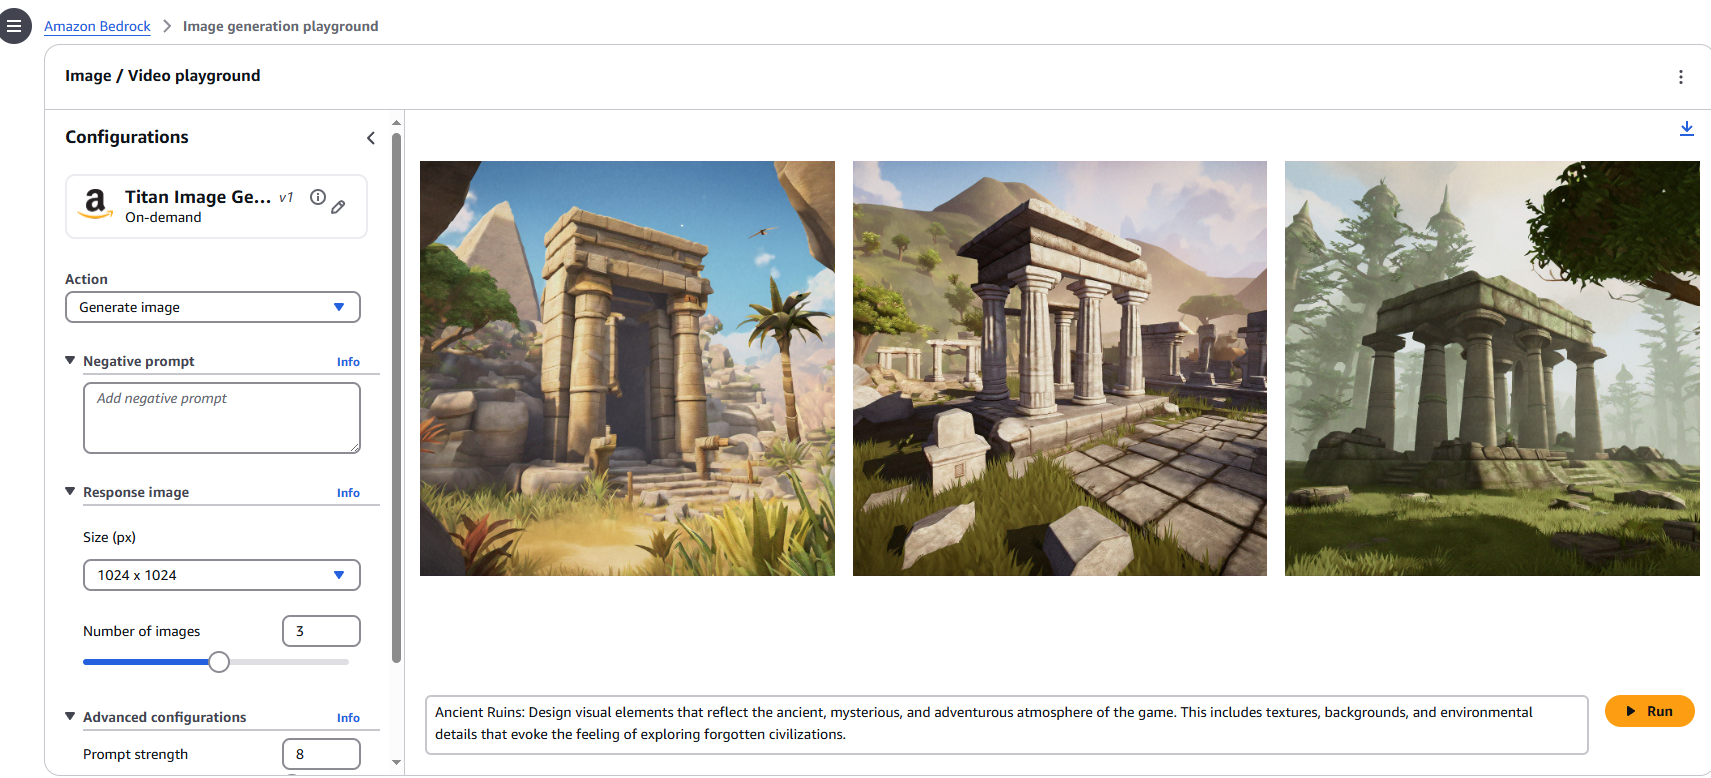 Amazon Bedrock > Image generation playground
Image / Video playground
Configurations
a
Titan Image Ge... v1
On-demand
Action
Generate image
Negative prompt Info
Add negative prompt
Response image Info
Size (px)
1024 x 1024
Number of images 3
Advanced configurations Info
Prompt strength 8
Ancient Ruins: Design visual elements that reflect the ancient, mysterious, and adventurous atmosphere of the game. This includes textures, backgrounds, and environmental
details that evoke the feeling of exploring forgotten civilizations.
Run